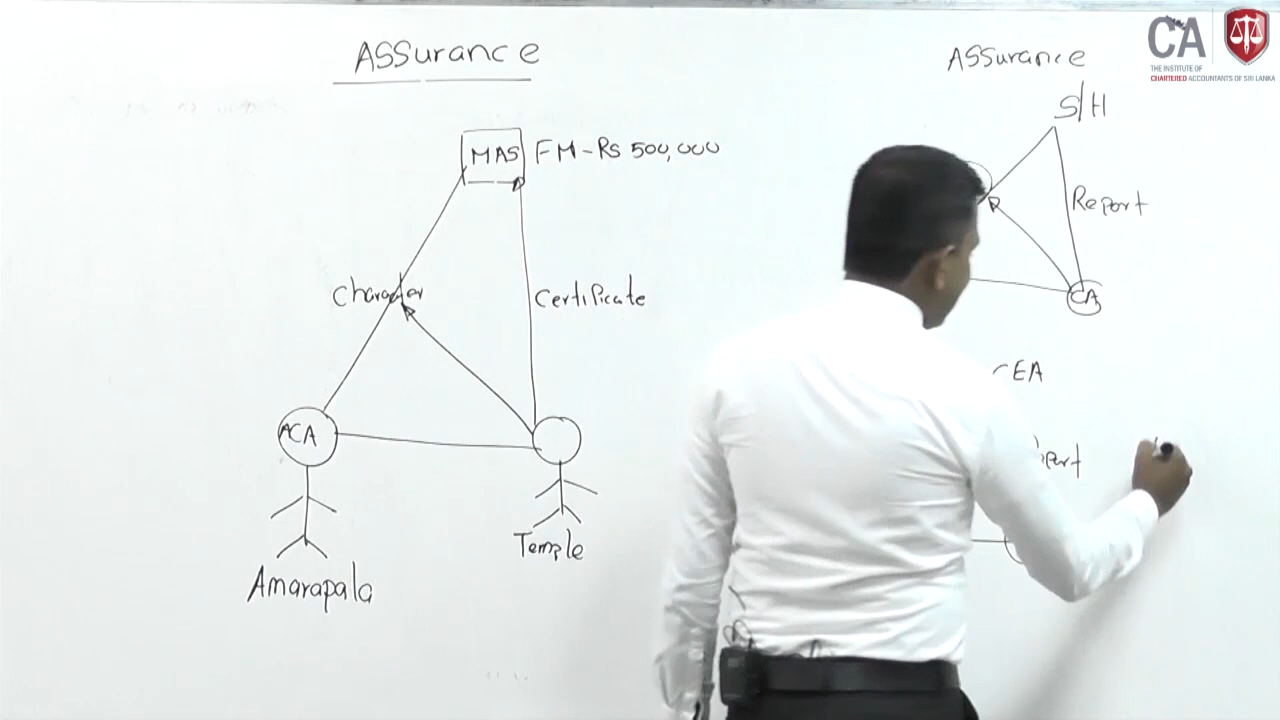 Assurance
MAS FM - Rs 500,000
Character
Certificate
ACA
Temple
Amarapala
Assurance
S/H
Report
CA
EA
CA
THE INSTITUTE OF
CHARTERED ACCOUNTANTS OF SRI LANKA